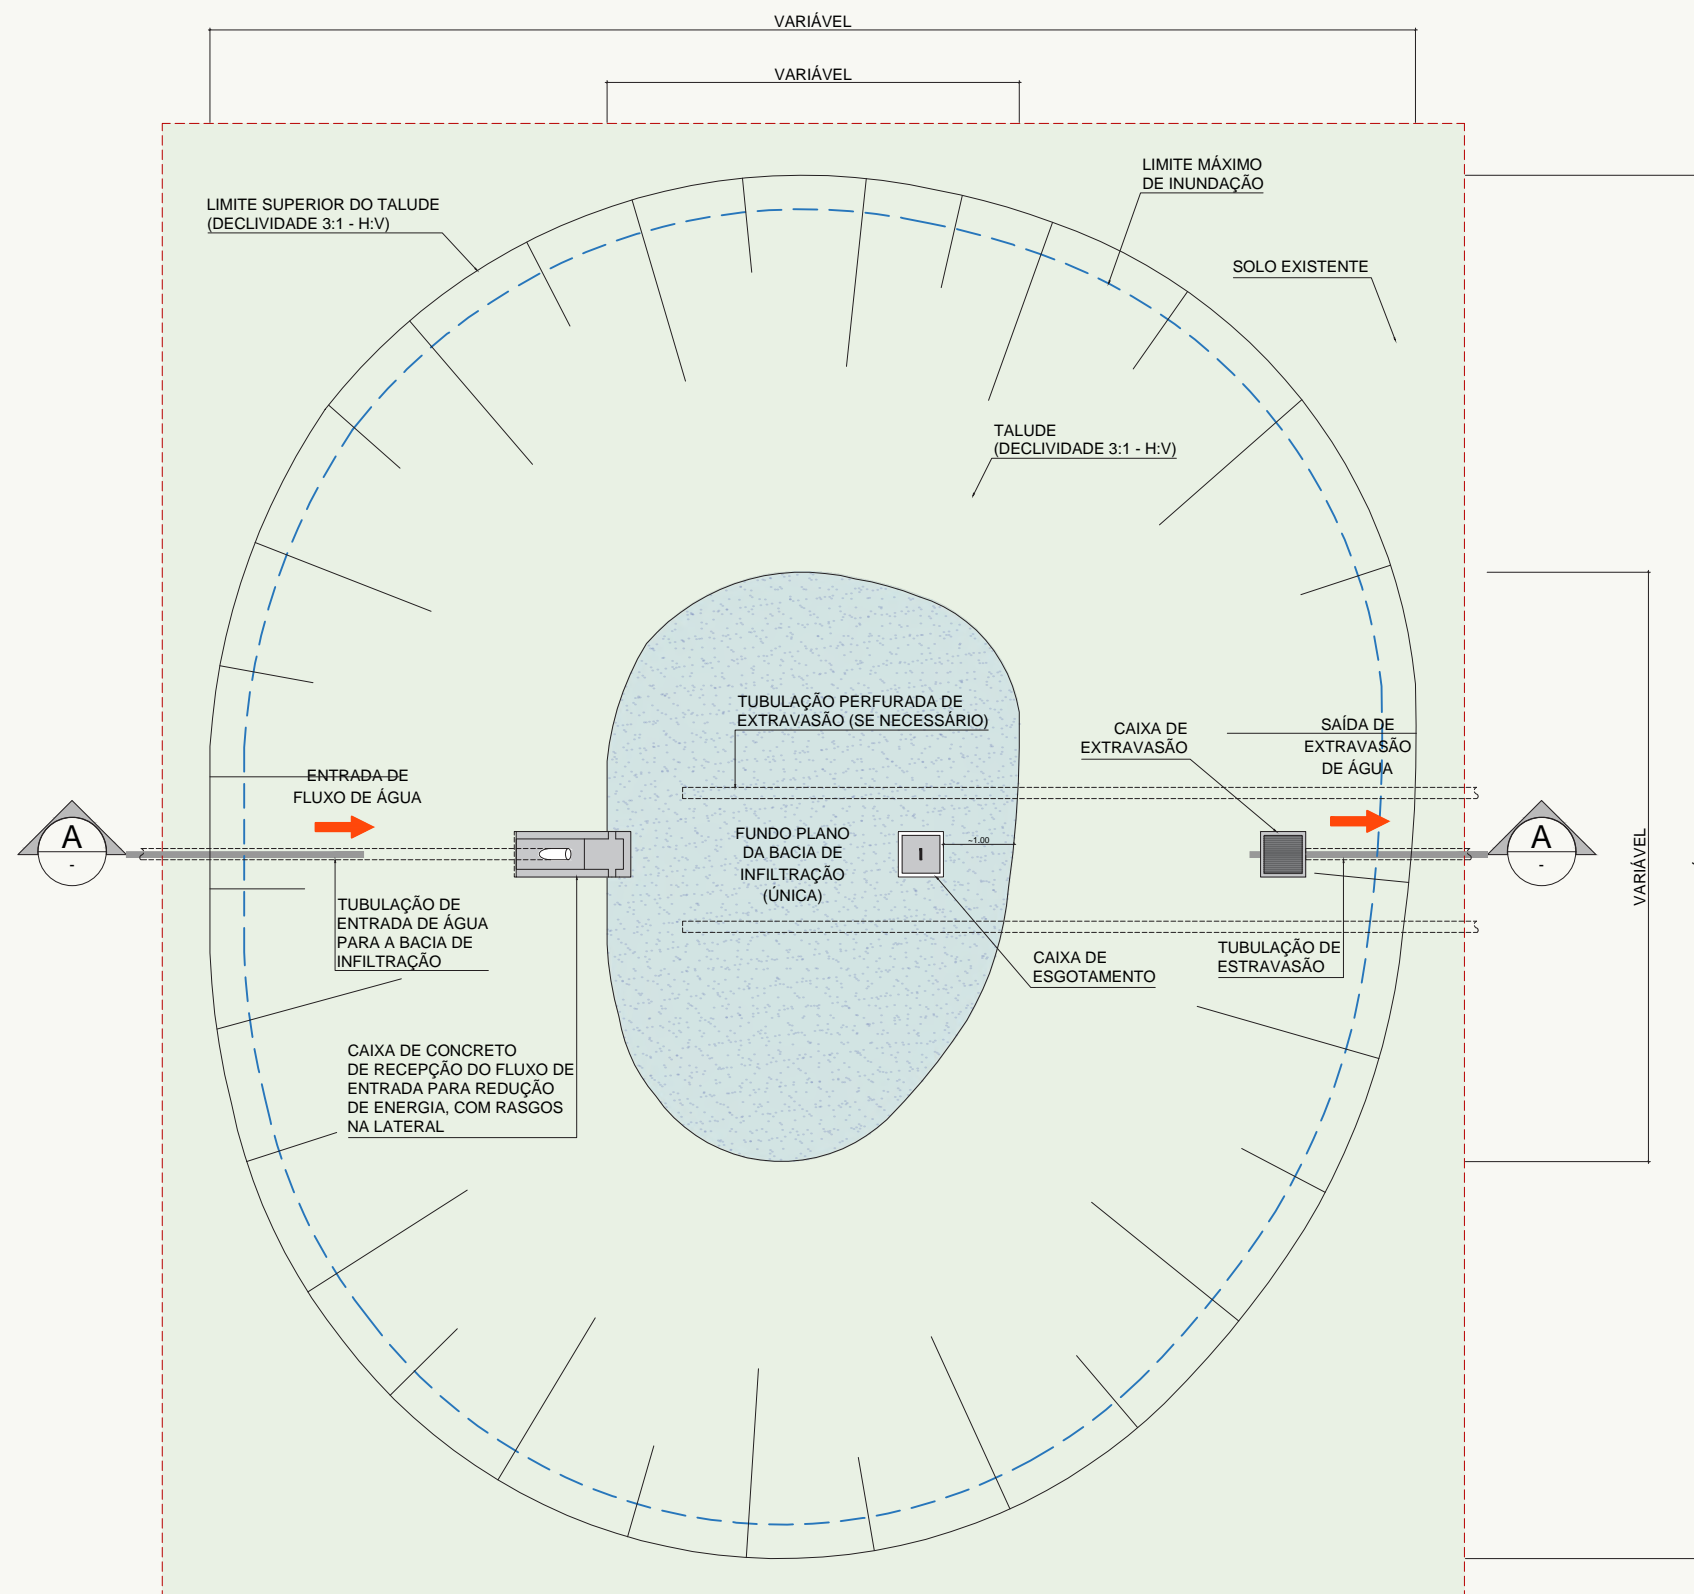 VARIÁVEL
VARIÁVEL
LIMITE MÁXIMO
DE INUNDAÇÃO
LIMITE SUPERIOR DO TALUDE
(DECLIVIDADE 3:1 - H:V)
SOLO EXISTENTE
TALUDE
(DECLIVIDADE 3:1 - H:V)
TUBULAÇÃO PERFURADA DE
EXTRAVASÃO (SE NECESSÁRIO)
CAIXA DE
EXTRAVASÃO
SAÍDA DE
EXTRAVASÃO
DE ÁGUA
ENTRADA DE
FLUXO DE ÁGUA
A
-
FUNDO PLANO
DA BACIA DE
INFILTRAÇÃO
(ÚNICA)
~1.00
A
-
VARIÁVEL
TUBULAÇÃO DE
ENTRADA DE ÁGUA
PARA A BACIA DE
INFILTRAÇÃO
CAIXA DE
ESGOTAMENTO
TUBULAÇÃO DE
ESTRAVASÃO
CAIXA DE CONCRETO
DE RECEPÇÃO DO FLUXO DE
ENTRADA PARA REDUÇÃO
DE ENERGIA, COM RASGOS
NA LATERAL